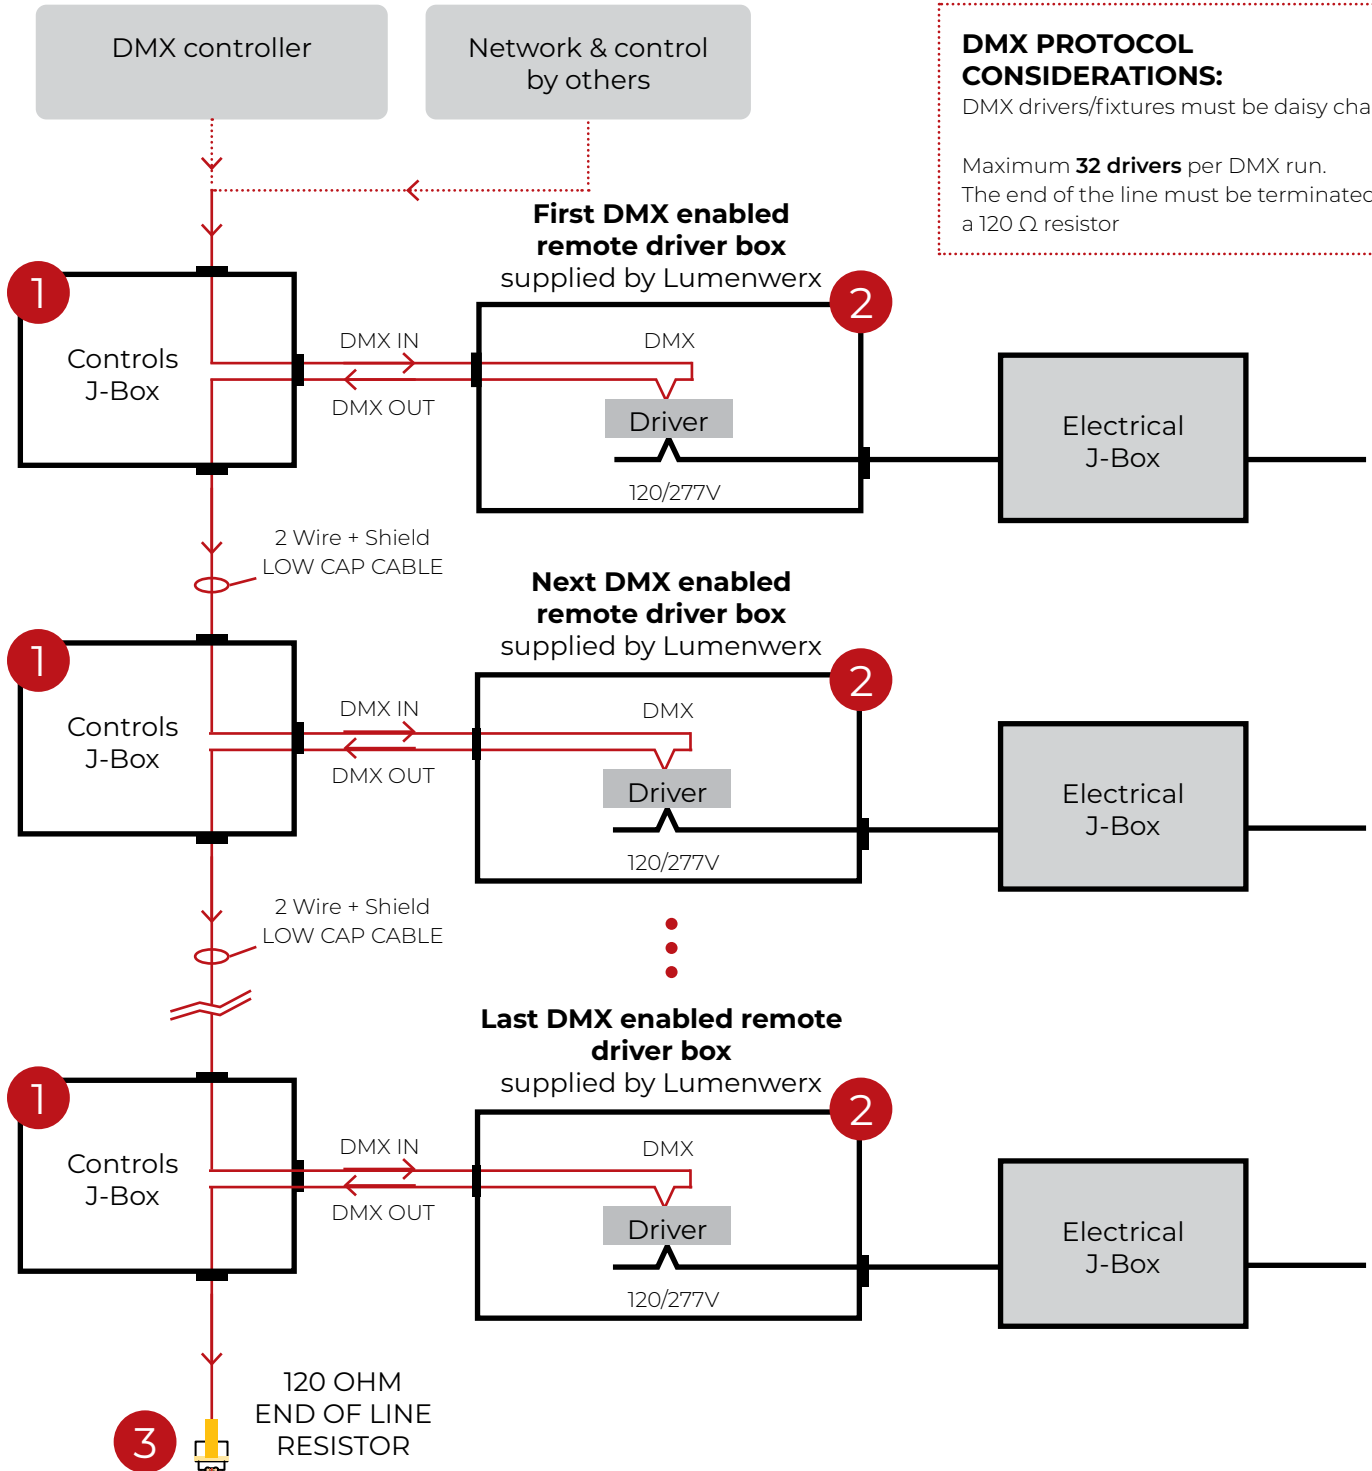 DMX controller
Network & control
by others
DMX PROTOCOL
CONSIDERATIONS:
DMX drivers/fixtures must be daisy cha
Maximum 32 drivers per DMX run.
The end of the line must be terminated
a 120 Ω resistor
First DMX enabled
remote driver box
supplied by Lumenwerx
1
2
Controls
J-Box
DMX IN
DMX OUT
DMX
Driver
120/277V
Electrical
J-Box
2 Wire + Shield
LOW CAP CABLE
Next DMX enabled
remote driver box
supplied by Lumenwerx
1
2
Controls
J-Box
DMX IN
DMX OUT
DMX
Driver
120/277V
Electrical
J-Box
2 Wire + Shield
LOW CAP CABLE
Last DMX enabled remote
driver box
supplied by Lumenwerx
1
2
Controls
J-Box
DMX IN
DMX OUT
DMX
Driver
120/277V
Electrical
J-Box
120 OHM
END OF LINE
RESISTOR
3